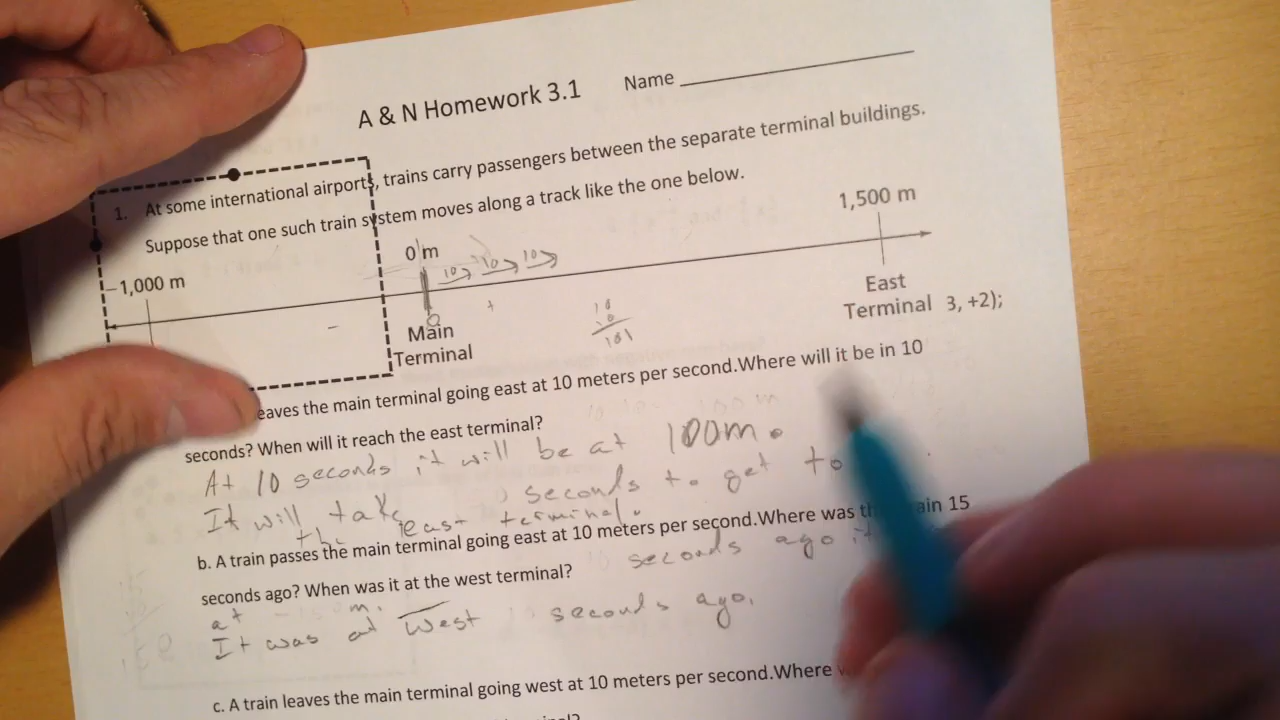 A & N Homework 3.1 Name
1. At some international airports, trains carry passengers between the separate terminal buildings.
Suppose that one such train system moves along a track like the one below.
-1,000 m 0 m 1,500 m
10 10 10
- +
Main
Terminal
East
Terminal 3, +2);
eaves the main terminal going east at 10 meters per second.Where will it be in 10
seconds? When will it reach the east terminal?
At 10 seconds it will be at 100m.
It will take seconds to get to
the east terminal.
b. A train passes the main terminal going east at 10 meters per second.Where was the train 15
seconds ago? When was it at the west terminal?
seconds ago it
at m.
It was at West seconds ago.
c. A train leaves the main terminal going west at 10 meters per second.Where